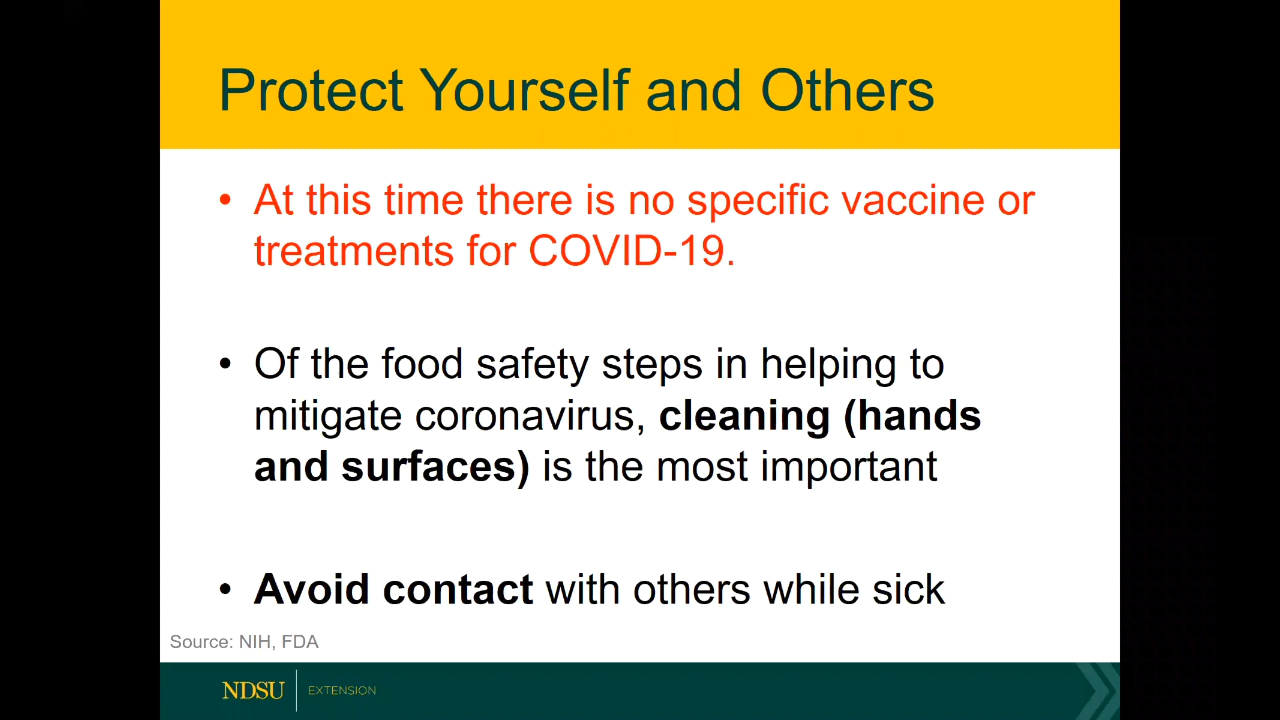 Protect Yourself and Others
• At this time there is no specific vaccine or
treatments for COVID-19.
• Of the food safety steps in helping to
mitigate coronavirus, cleaning (hands
and surfaces) is the most important
• Avoid contact with others while sick
Source: NIH, FDA
NDSU EXTENSION